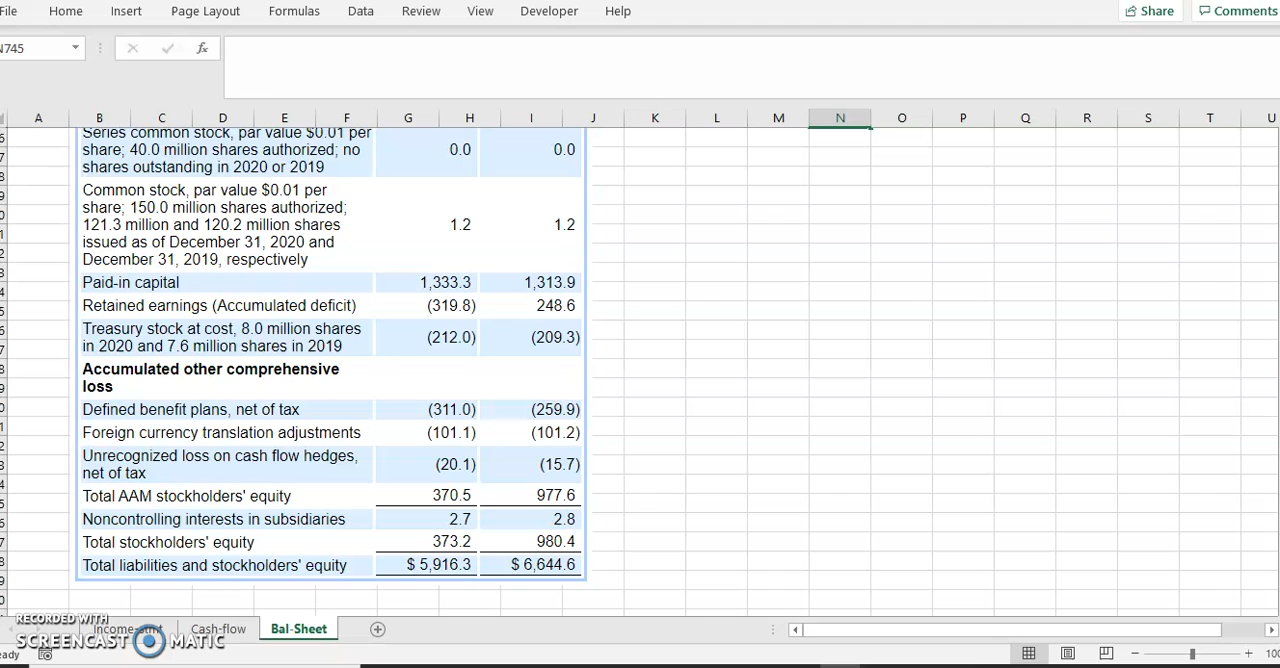 File Home Insert Page Layout Formulas Data Review View Developer Help Share Comments
N745 fx
A B C D E F G H I J K L M N O P Q R S T U
Series common stock, par value $0.01 per
share; 40.0 million shares authorized; no 0.0 0.0
shares outstanding in 2020 or 2019
Common stock, par value $0.01 per
share; 150.0 million shares authorized;
121.3 million and 120.2 million shares 1.2 1.2
issued as of December 31, 2020 and
December 31, 2019, respectively
Paid-in capital 1,333.3 1,313.9
Retained earnings (Accumulated deficit) (319.8) 248.6
Treasury stock at cost, 8.0 million shares
in 2020 and 7.6 million shares in 2019 (212.0) (209.3)
Accumulated other comprehensive
loss
Defined benefit plans, net of tax (311.0) (259.9)
Foreign currency translation adjustments (101.1) (101.2)
Unrecognized loss on cash flow hedges,
net of tax (20.1) (15.7)
Total AAM stockholders' equity 370.5 977.6
Noncontrolling interests in subsidiaries 2.7 2.8
Total stockholders' equity 373.2 980.4
Total liabilities and stockholders' equity $ 5,916.3 $ 6,644.6
RECORDED WITH
Cash-flow Bal-Sheet
SCREENCAST MATIC